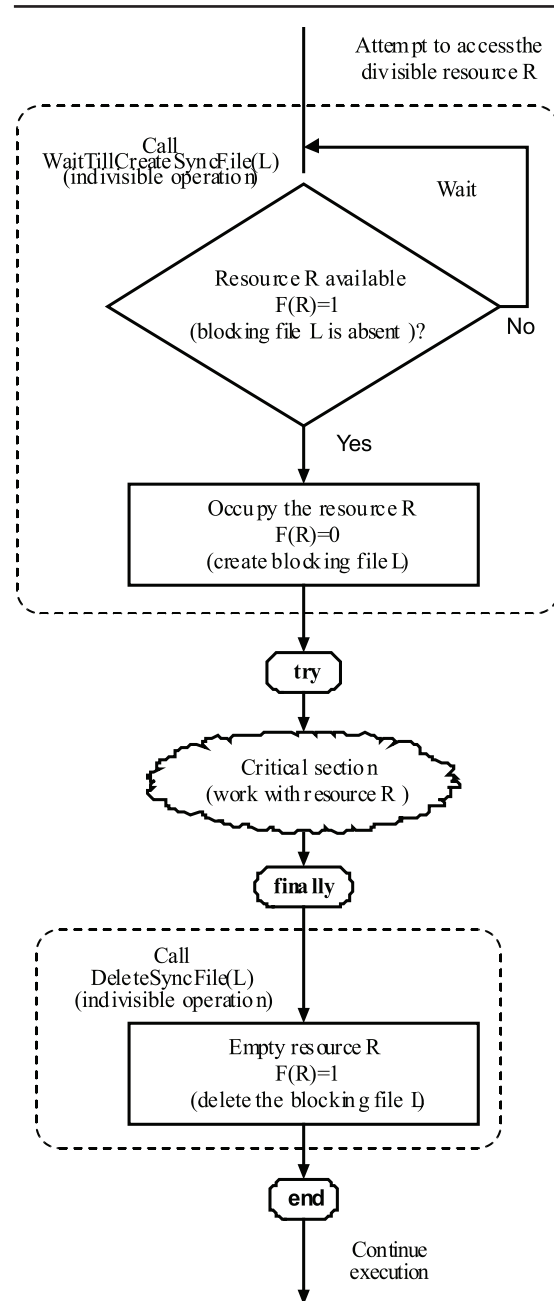 Attempt to access the
divisible resource R
Call
WaitTillCreateSyncFile(L)
(indivisible operation)
Wait
Resource R available
F(R)=1
(blocking file L is absent )?
No
Yes
Occupy the resource R
F(R)=0
(create blocking file L)
try
Critical section
(work with resource R )
finally
Call
DeleteSyncFile(L)
(indivisible operation)
Empty resource R
F(R)=1
(delete the blocking file L)
end
Continue
execution